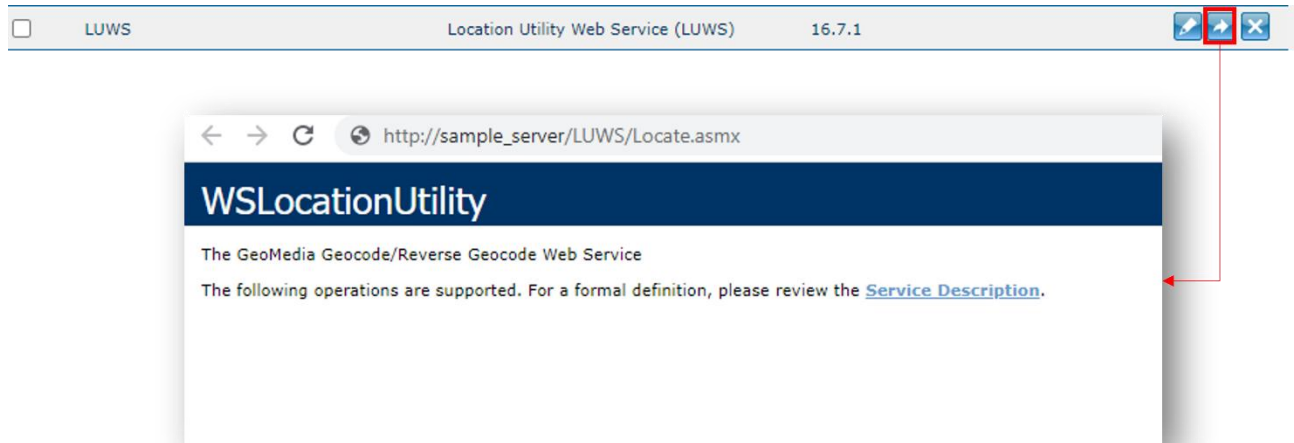 LUWS Location Utility Web Service (LUWS) 16.7.1
http://sample_server/LUWS/Locate.asmx
WSLocationUtility
The GeoMedia Geocode/Reverse Geocode Web Service
The following operations are supported. For a formal definition, please review the Service Description.